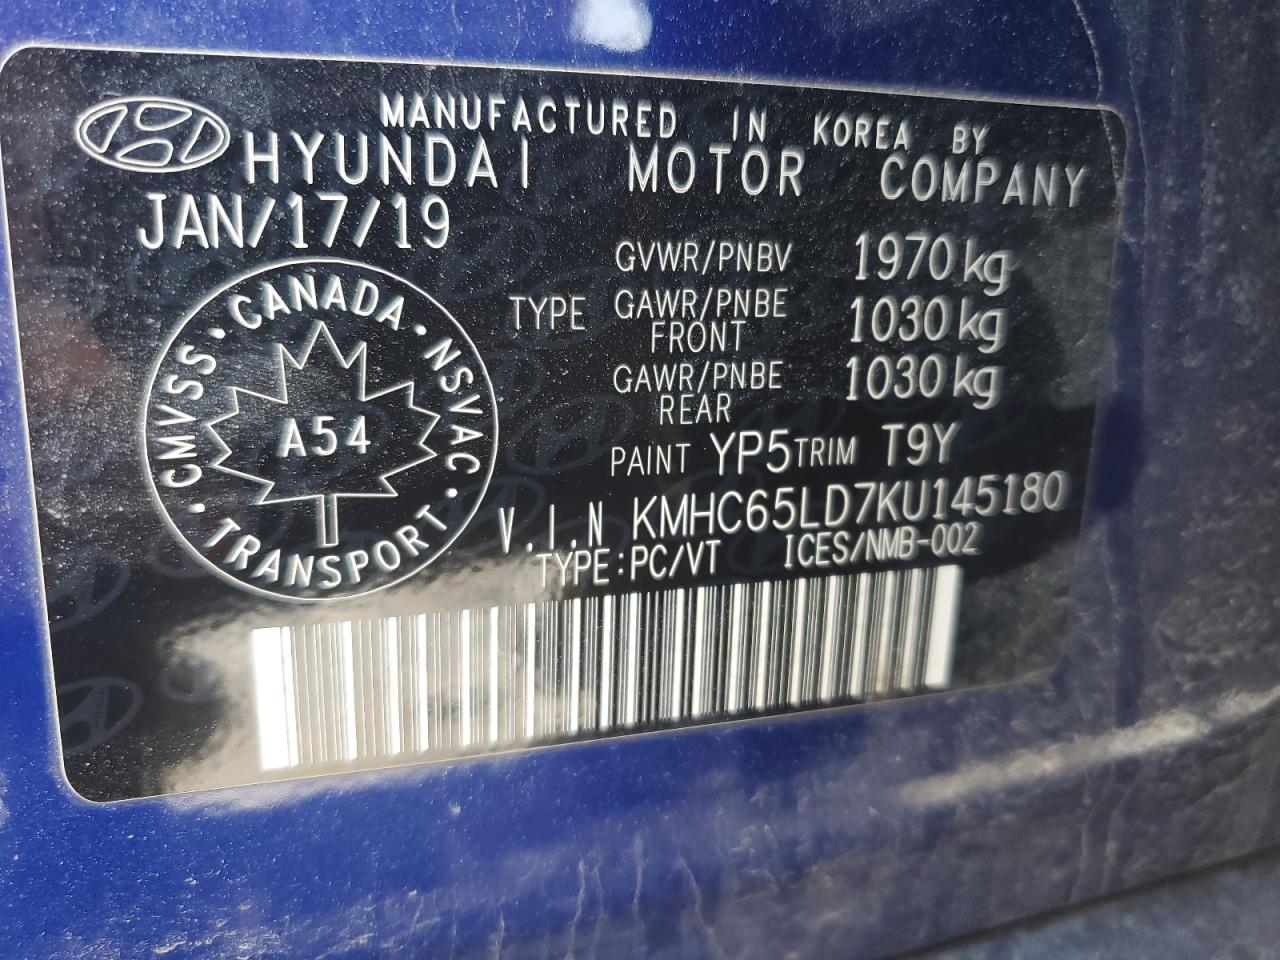 MANUFACTURED IN KOREA BY
HYUNDAI MOTOR COMPANY
JAN/17/19
GVWR/PNBV 1970 kg
TYPE
GAWR/PNBE 1030 kg
FRONT
GAWR/PNBE 1030 kg
REAR
CMVSS · CANADA · NSVAC · TRANSPORT ·
A54
PAINT YP5 TRIM T9Y
V.I.N KMHC65LD7KU145180
TYPE:PC/VT ICES/NMB-002